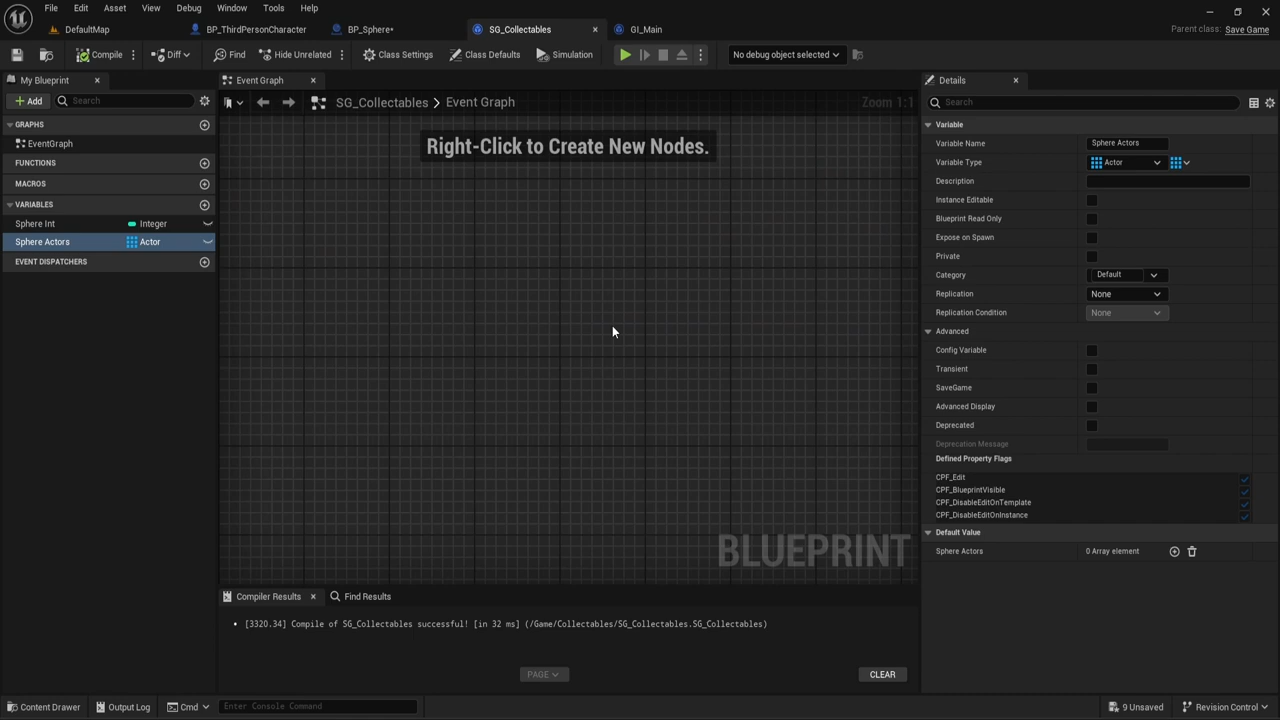 File Edit Asset View Debug Window Tools Help
DefaultMap BP_ThirdPersonCharacter BP_Sphere• SG_Collectables GI_Main Parent class: Save Game
Compile Diff Find Hide Unrelated Class Settings Class Defaults Simulation No debug object selected
My Blueprint Event Graph Details
Add Search SG_Collectables > Event Graph Zoom 1:1 Search
GRAPHS
EventGraph
FUNCTIONS
MACROS
VARIABLES
Sphere Int Integer
Sphere Actors Actor
EVENT DISPATCHERS
Right-Click to Create New Nodes.
BLUEPRINT
Compiler Results Find Results
[3320.34] Compile of SG_Collectables successful! [in 32 ms] (/Game/Collectables/SG_Collectables.SG_Collectables)
PAGE CLEAR
Variable
Variable Name Sphere Actors
Variable Type Actor
Description
Instance Editable
Blueprint Read Only
Expose on Spawn
Private
Category Default
Replication None
Replication Condition None
Advanced
Config Variable
Transient
SaveGame
Advanced Display
Deprecated
Deprecation Message
Defined Property Flags
CPF_Edit
CPF_BlueprintVisible
CPF_DisableEditOnTemplate
CPF_DisableEditOnInstance
Default Value
Sphere Actors 0 Array element
Content Drawer Output Log Cmd Enter Console Command 9 Unsaved Revision Control